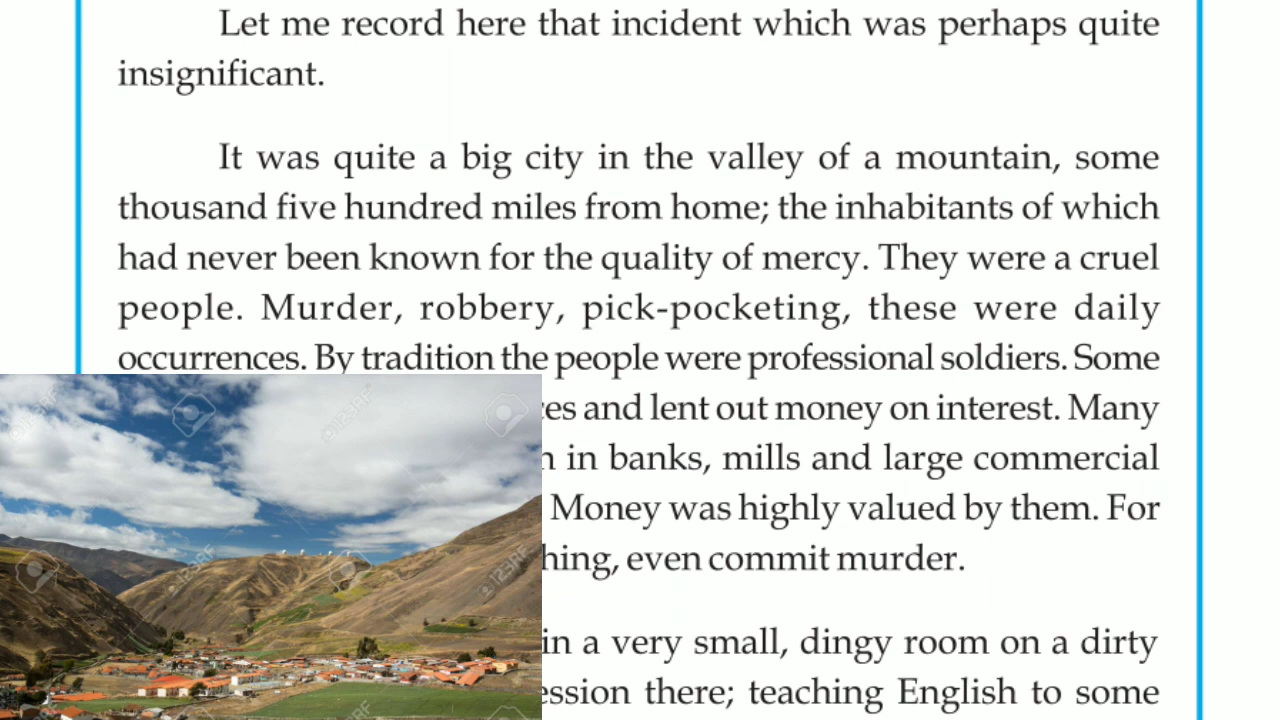 Let me record here that incident which was perhaps quite
insignificant.
It was quite a big city in the valley of a mountain, some
thousand five hundred miles from home; the inhabitants of which
had never been known for the quality of mercy. They were a cruel
people. Murder, robbery, pick-pocketing, these were daily
occurrences. By tradition the people were professional soldiers. Some
and lent out money on interest. Many
in banks, mills and large commercial
Money was highly valued by them. For
even commit murder.
in a very small, dingy room on a dirty
there; teaching English to some